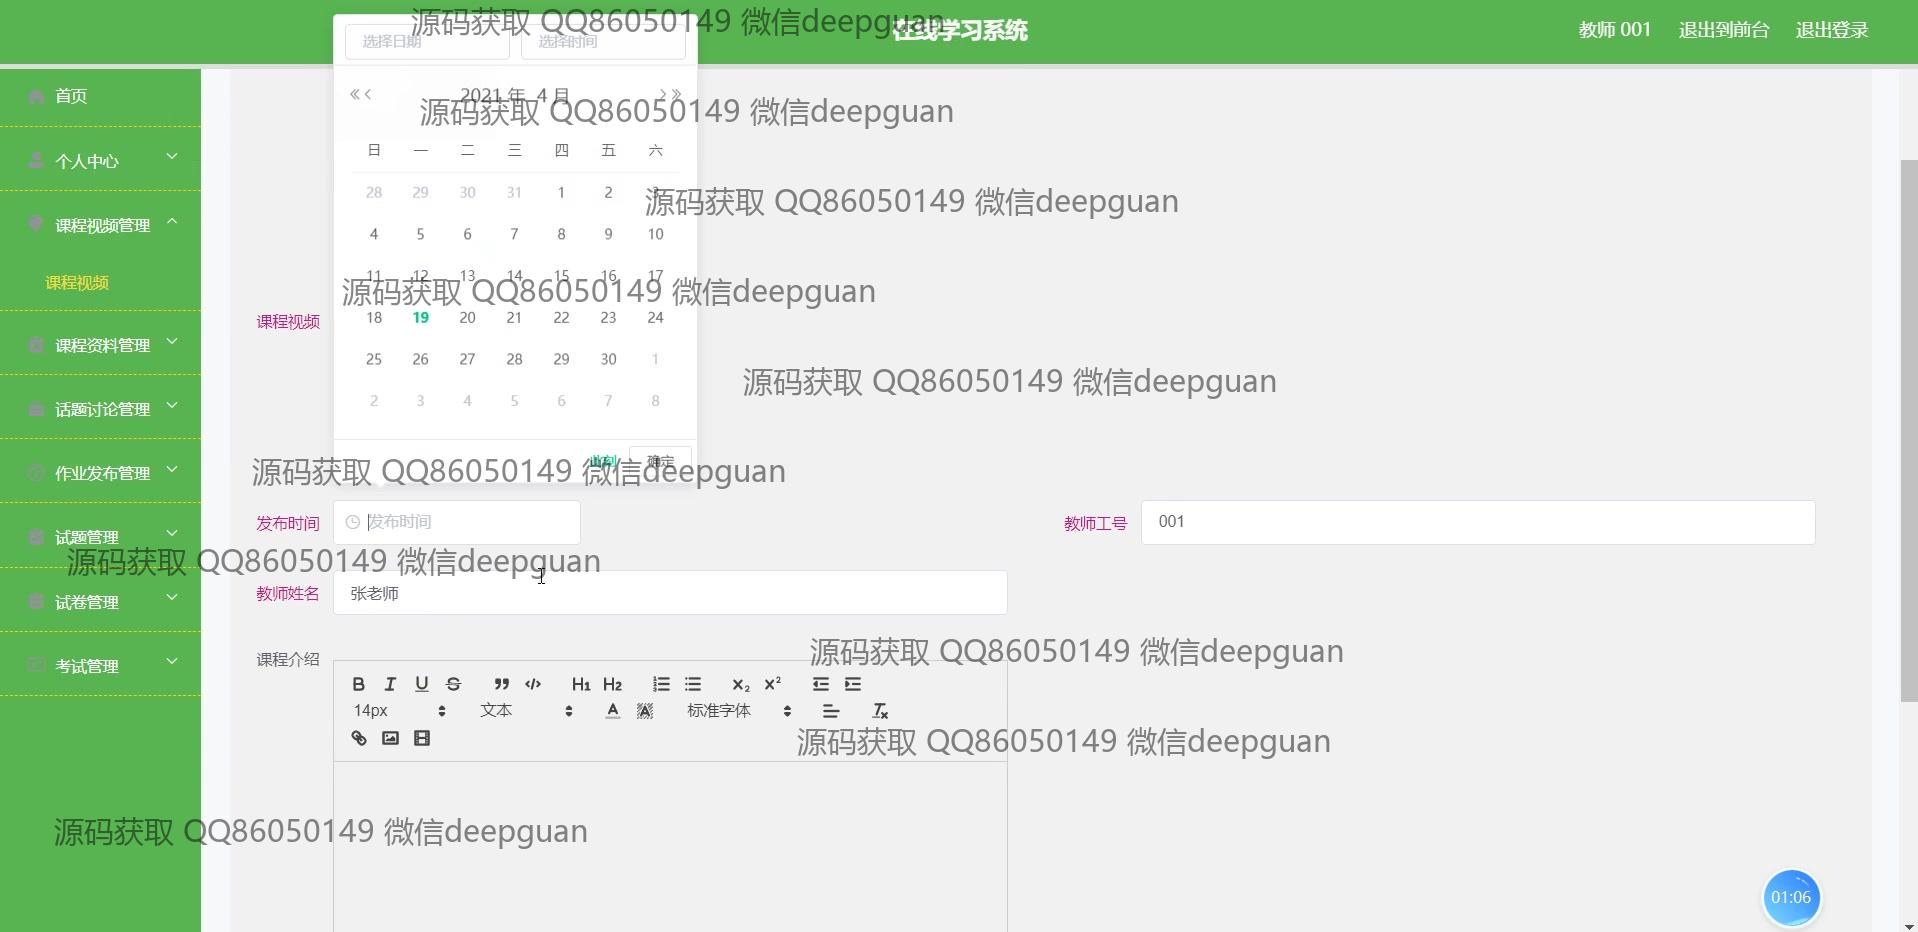 在线学习系统
教师 001 退出到前台 退出登录
源码获取 QQ86050149 微信deepguan
选择日期 选择时间
首页
个人中心
课程视频管理
课程视频
课程资料管理
话题讨论管理
作业发布管理
试题管理
试卷管理
考试管理
2021 年 4 月
源码获取 QQ86050149 微信deepguan
日 一 二 三 四 五 六
28 29 30 31 1 2 3
源码获取 QQ86050149 微信deepguan
4 5 6 7 8 9 10
11 12 13 14 15 16 17
源码获取 QQ86050149 微信deepguan
18 19 20 21 22 23 24
课程视频
25 26 27 28 29 30 1
源码获取 QQ86050149 微信deepguan
2 3 4 5 6 7 8
此刻 确定
源码获取 QQ86050149 微信deepguan
发布时间 发布时间
教师工号 001
源码获取 QQ86050149 微信deepguan
教师姓名 张老师
源码获取 QQ86050149 微信deepguan
课程介绍
B I U S H1 H2 X2 X2
14px 文本 A A 标准字体 Tx
源码获取 QQ86050149 微信deepguan
源码获取 QQ86050149 微信deepguan
01:06